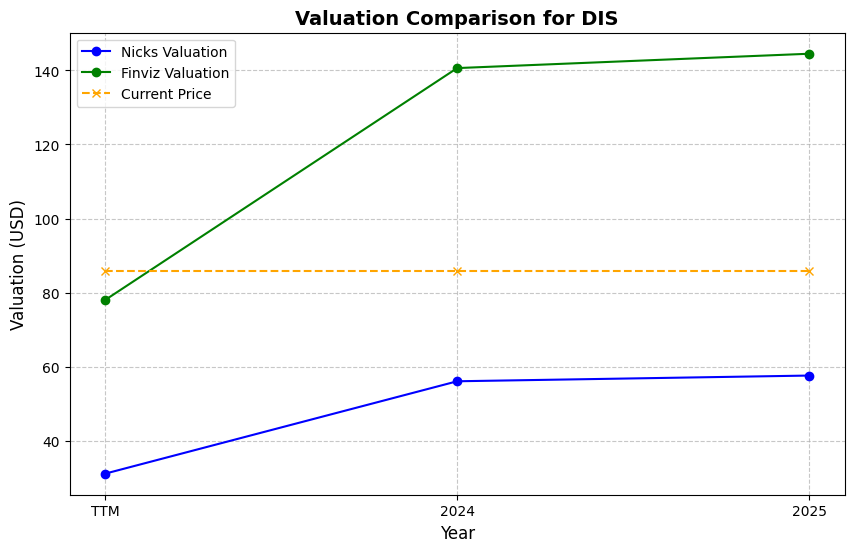 Valuation Comparison for DIS
Nicks Valuation
Finviz Valuation
Current Price
Valuation (USD)
140
120
100
80
60
40
TTM
2024
2025
Year